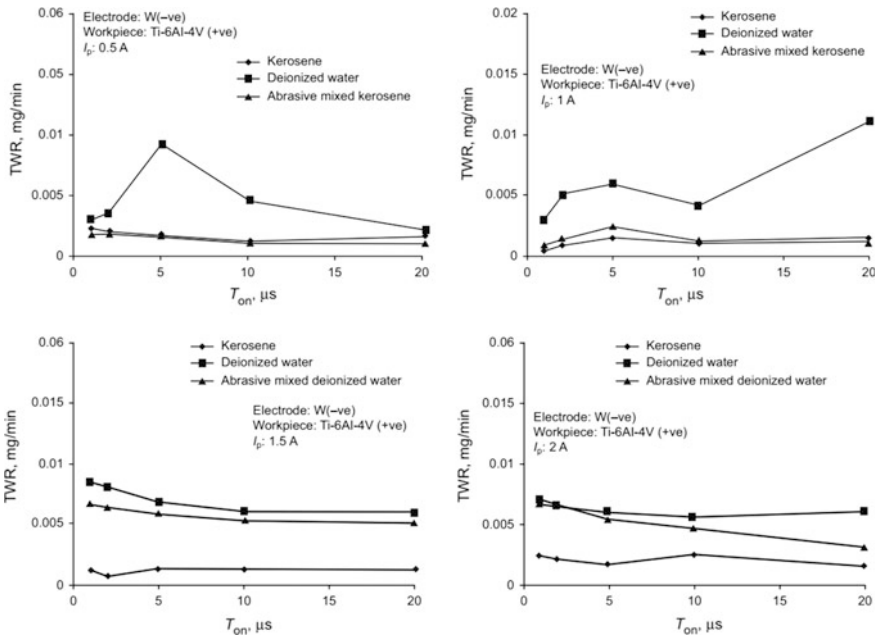 Electrode: W(−ve)
Workpiece: Ti-6Al-4V (+ve)
Ip: 0.5 A
Kerosene
Deionized water
Abrasive mixed kerosene
TWR, mg/min
0.06
0.05
0.01
0.005
0
0 5 10 15 20
Ton, μs
Kerosene
Deionized water
Abrasive mixed kerosene
Electrode: W(−ve)
Workpiece: Ti-6Al-4V (+ve)
Ip: 1 A
TWR, mg/min
0.02
0.015
0.01
0.005
0
0 5 10 15 20
Ton, μs
Kerosene
Deionized water
Abrasive mixed deionized water
Electrode: W(−ve)
Workpiece: Ti-6Al-4V (+ve)
Ip: 1.5 A
TWR, mg/min
0.06
0.015
0.01
0.005
0
0 5 10 15 20
Ton, μs
Kerosene
Deionized water
Abrasive mixed deionized water
Electrode: W(−ve)
Workpiece: Ti-6Al-4V (+ve)
Ip: 2 A
TWR, mg/min
0.06
0.015
0.01
0.005
0
0 5 10 15 20
Ton, μs